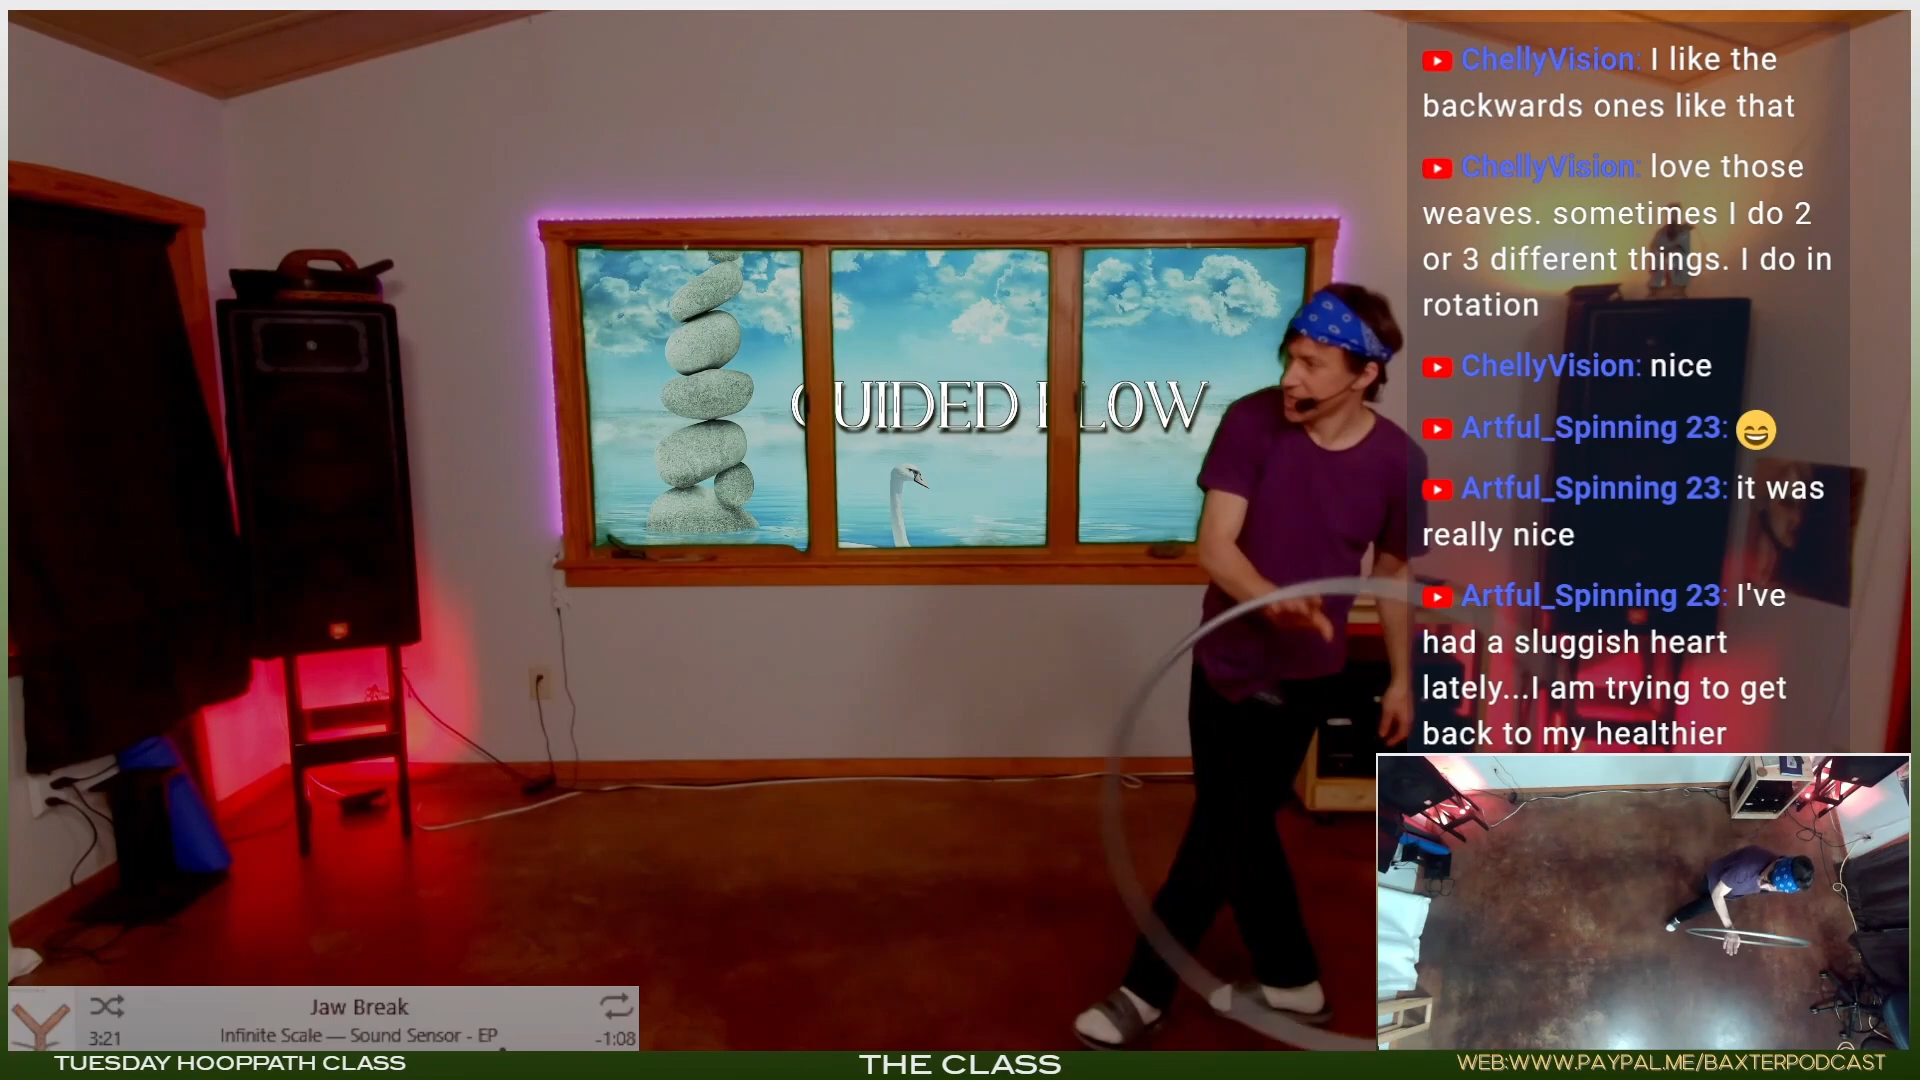 ChellyVision: I like the
backwards ones like that
ChellyVision: love those
weaves. sometimes I do 2
or 3 different things. I do in
rotation
ChellyVision: nice
Artful_Spinning 23: 😄
Artful_Spinning 23: it was
really nice
Artful_Spinning 23: I've
had a sluggish heart
lately...I am trying to get
back to my healthier
GUIDED FLOW
Jaw Break
3:21 Infinite Scale — Sound Sensor - EP -1:08
TUESDAY HOOPPATH CLASS
THE CLASS
WEB:WWW.PAYPAL.ME/BAXTERPODCAST